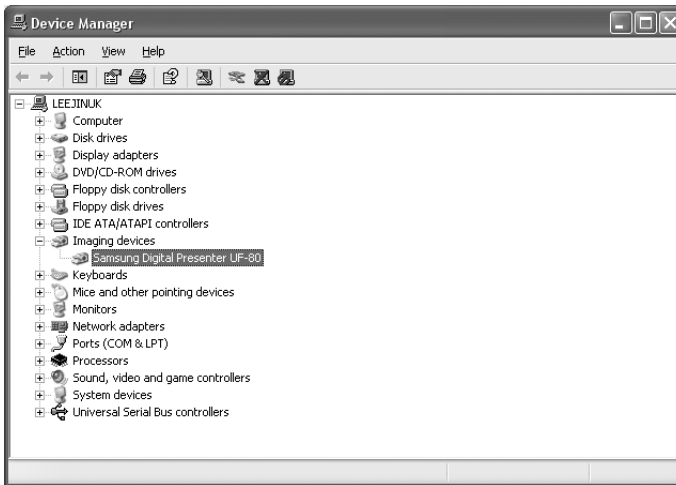 Device Manager
File Action View Help
LEEJINUK
Computer
Disk drives
Display adapters
DVD/CD-ROM drives
Floppy disk controllers
Floppy disk drives
IDE ATA/ATAPI controllers
Imaging devices
Samsung Digital Presenter UF-80
Keyboards
Mice and other pointing devices
Monitors
Network adapters
Ports (COM & LPT)
Processors
Sound, video and game controllers
System devices
Universal Serial Bus controllers